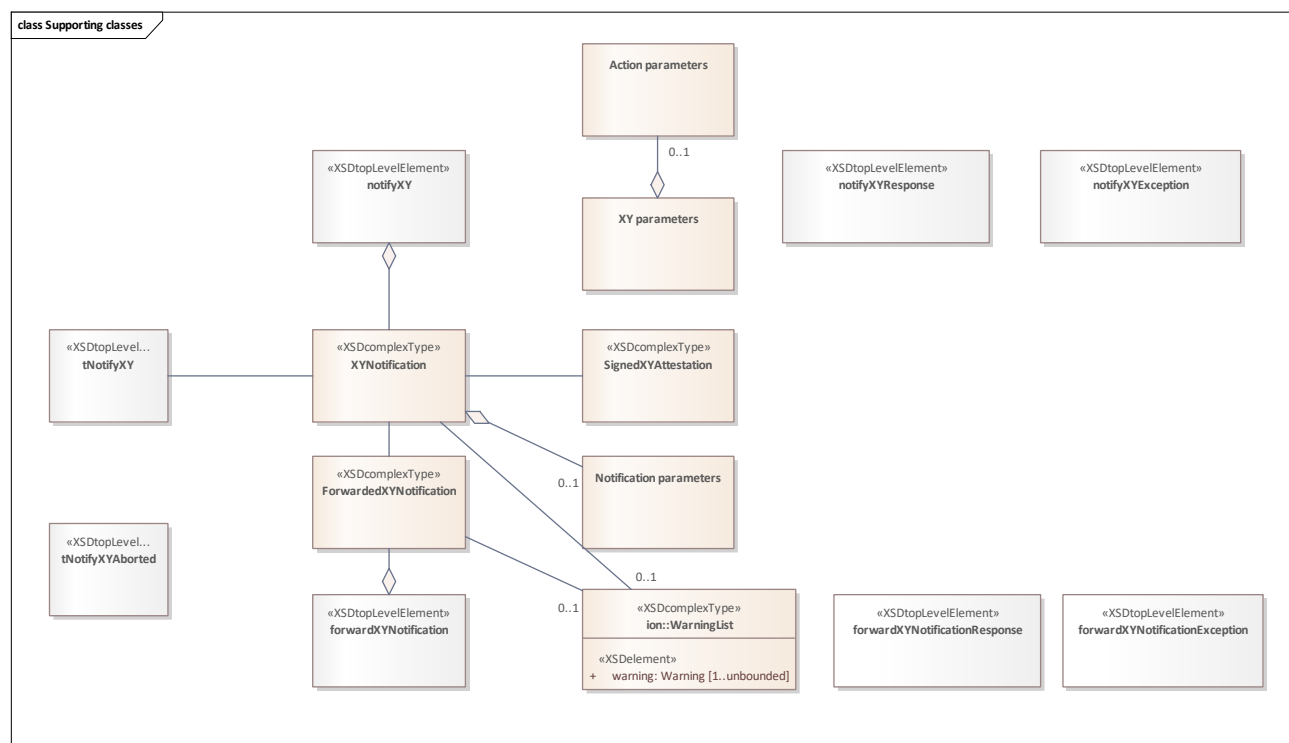 class Supporting classes
Action parameters
0..1
«XSDtopLevelElement»
notifyXY
«XSDtopLevelElement»
notifyXYResponse
«XSDtopLevelElement»
notifyXYException
XY parameters
«XSDtopLevel...
tNotifyXY
«XSDcomplexType»
XYNotification
«XSDcomplexType»
SignedXYAttestation
«XSDcomplexType»
ForwardedXYNotification
0..1
Notification parameters
«XSDtopLevel...
tNotifyXYAborted
0..1
0..1
«XSDtopLevelElement»
forwardXYNotification
«XSDcomplexType»
ion::WarningList
«XSDelement»
+ warning: Warning [1..unbounded]
«XSDtopLevelElement»
forwardXYNotificationResponse
«XSDtopLevelElement»
forwardXYNotificationException